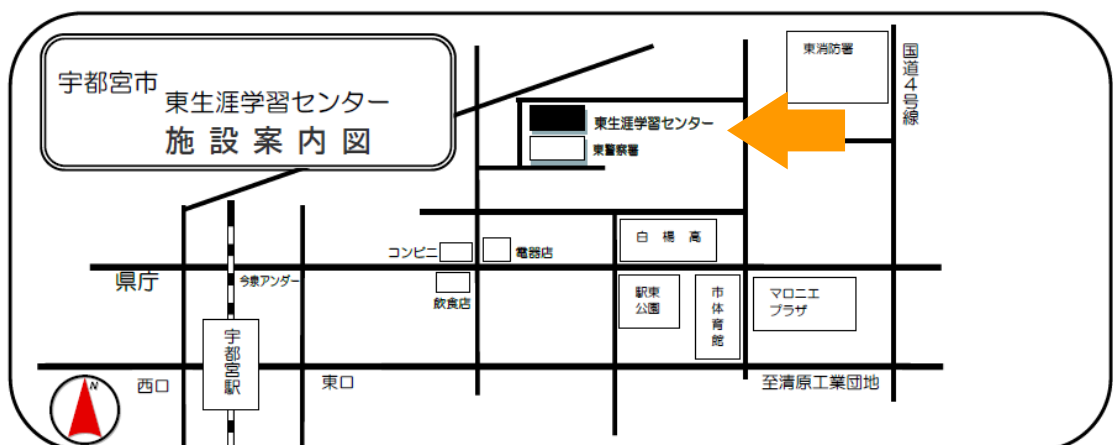 宇都宮市
東生涯学習センター
施設案内図
東消防署
国道4号線
東生涯学習センター
東警察署
白楊高
コンビニ
電器店
県庁
今泉アンダー
飲食店
駅東
公園
市体育館
マロニエ
プラザ
宇都宮駅
西口
東口
至清原工業団地
N